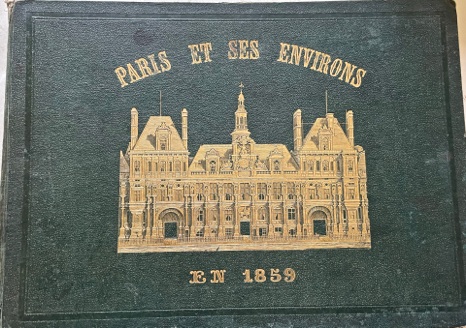 PARIS ET SES ENVIRONS
EN 1859